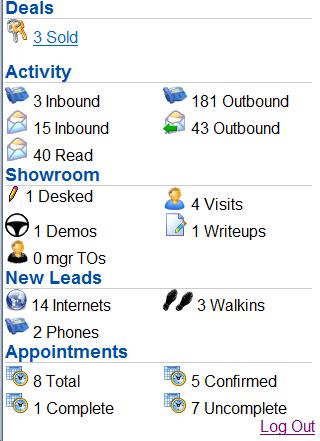 Deals
3 Sold
Activity
3 Inbound 181 Outbound
15 Inbound 43 Outbound
40 Read
Showroom
1 Desked 4 Visits
1 Demos 1 Writeups
0 mgr TOs
New Leads
14 Internets 3 Walkins
2 Phones
Appointments
8 Total 5 Confirmed
1 Complete 7 Uncomplete
Log Out